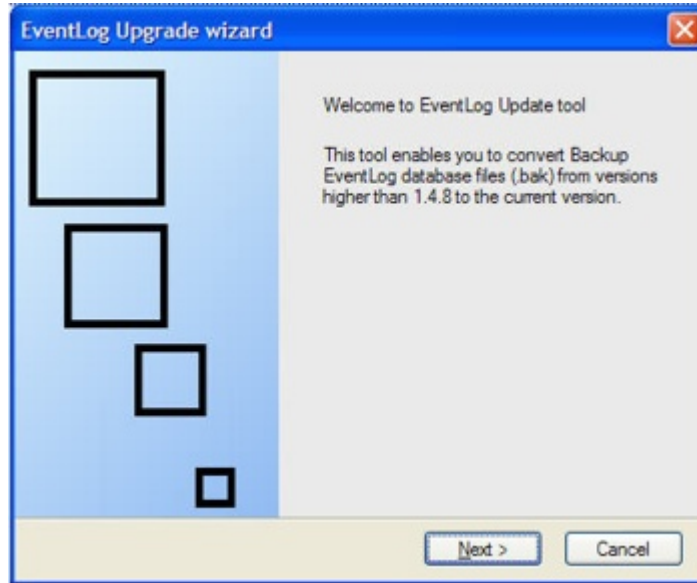 EventLog Upgrade wizard
Welcome to EventLog Update tool
This tool enables you to convert Backup
EventLog database files (.bak) from versions
higher than 1.4.8 to the current version.
Next >
Cancel